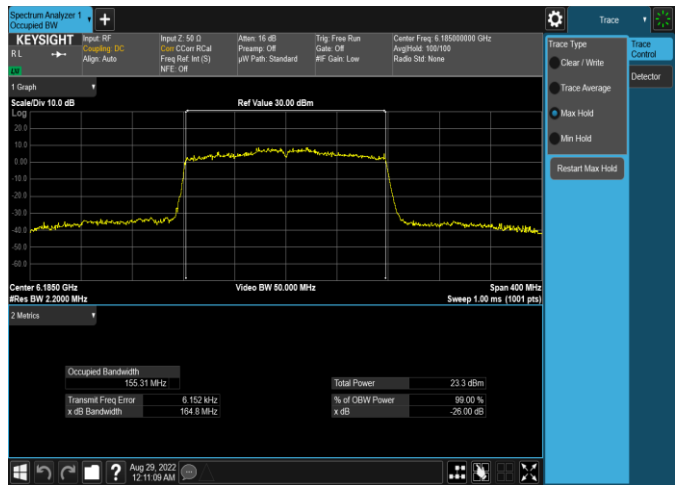 Spectrum Analyzer 1
Occupied BW
Trace
KEYSIGHT
Input: RF
Input Z: 50 Ω
Atten: 16 dB
Trig: Free Run
Center Freq: 6.185000000 GHz
R L
Coupling: DC
Corr CCorr RCal
Preamp: Off
Gate: Off
Avg|Hold: 100/100
Align: Auto
Freq Ref: Int (S)
µW Path: Standard
#IF Gain: Low
Radio Std: None
NFE: Off
Trace Type
Clear / Write
Trace Average
Max Hold
Min Hold
Restart Max Hold
Trace
Control
Detector
1 Graph
Scale/Div 10.0 dB
Ref Value 30.00 dBm
Log
20.0
10.0
0.00
-10.0
-20.0
-30.0
-40.0
-50.0
-60.0
Center 6.1850 GHz
Video BW 50.000 MHz
Span 400 MHz
#Res BW 2.2000 MHz
Sweep 1.00 ms (1001 pts)
2 Metrics
Occupied Bandwidth
155.31 MHz
Total Power
23.3 dBm
Transmit Freq Error
6.152 kHz
% of OBW Power
99.00 %
x dB Bandwidth
164.8 MHz
x dB
-26.00 dB
?
Aug 29, 2022
12:11:09 AM